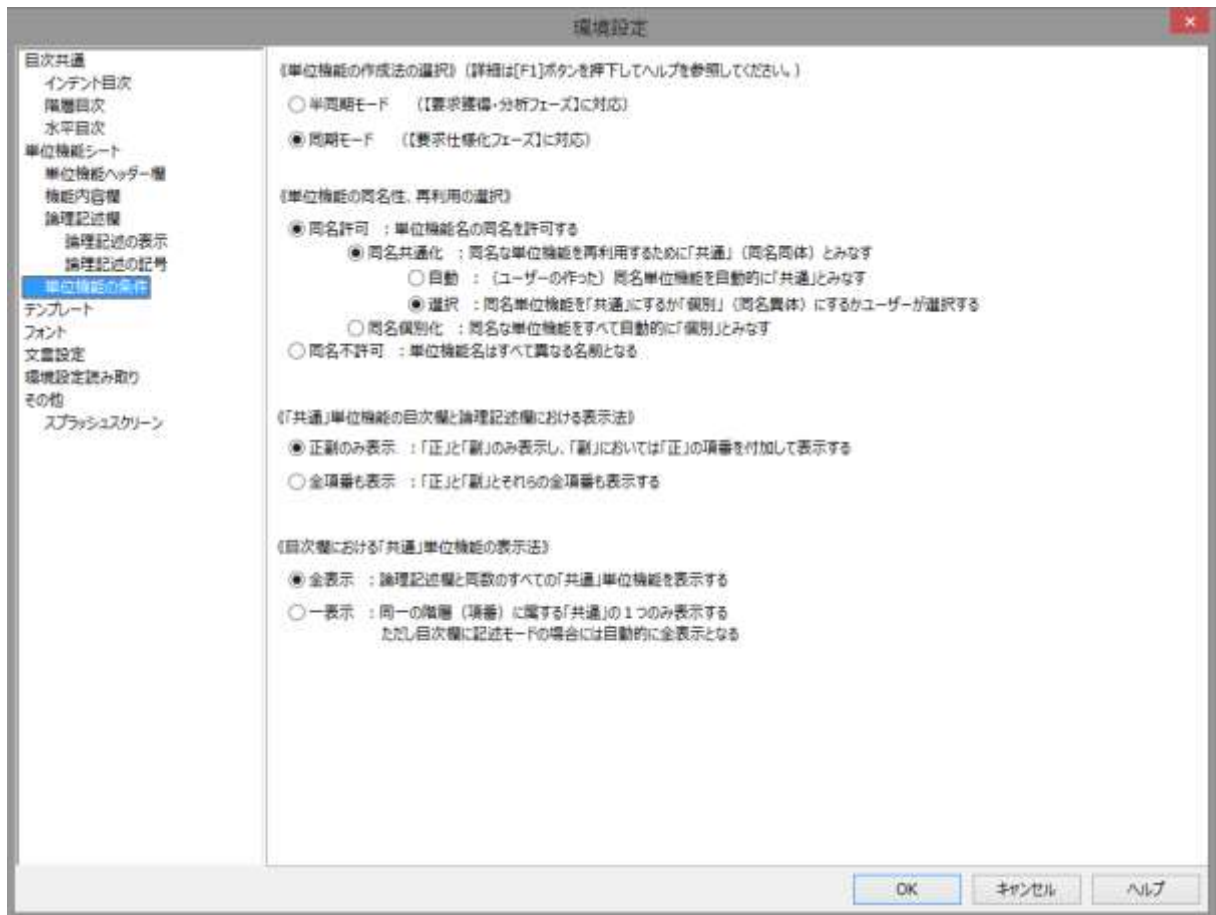 環境設定
目次共通
インデント目次
階層目次
水平目次
単位機能シート
単位機能ヘッダー欄
機能内容欄
論理記述欄
論理記述の表示
論理記述の記号
単位機能の条件
テンプレート
フォント
文書設定
環境設定読み取り
その他
スプラッシュスクリーン
《単位機能の作成法の選択》（詳細は[F1]ボタンを押下してヘルプを参照してください。）
半同期モード （【要求獲得・分析フェーズ】に対応）
同期モード （【要求仕様化フェーズ】に対応）
《単位機能の同名性、再利用の選択》
同名許可 ：単位機能名の同名を許可する
同名共通化 ：同名な単位機能を再利用するために「共通」（同名同体）とみなす
自動 ：（ユーザーの作った）同名単位機能を自動的に「共通」とみなす
選択 ：同名単位機能を「共通」にするか「個別」（同名異体）にするかユーザーが選択する
同名個別化 ：同名な単位機能をすべて自動的に「個別」とみなす
同名不許可 ：単位機能名はすべて異なる名前となる
《「共通」単位機能の目次欄と論理記述欄における表示法》
正副のみ表示 ：「正」と「副」のみ表示し、「副」においては「正」の項番を付加して表示する
全項番も表示 ：「正」と「副」とそれらの全項番も表示する
《目次欄における「共通」単位機能の表示法》
全表示 ：論理記述欄と同数のすべての「共通」単位機能を表示する
一表示 ：同一の階層（項番）に属する「共通」の１つのみ表示する
ただし目次欄に記述モードの場合には自動的に全表示となる
OK
キャンセル
ヘルプ